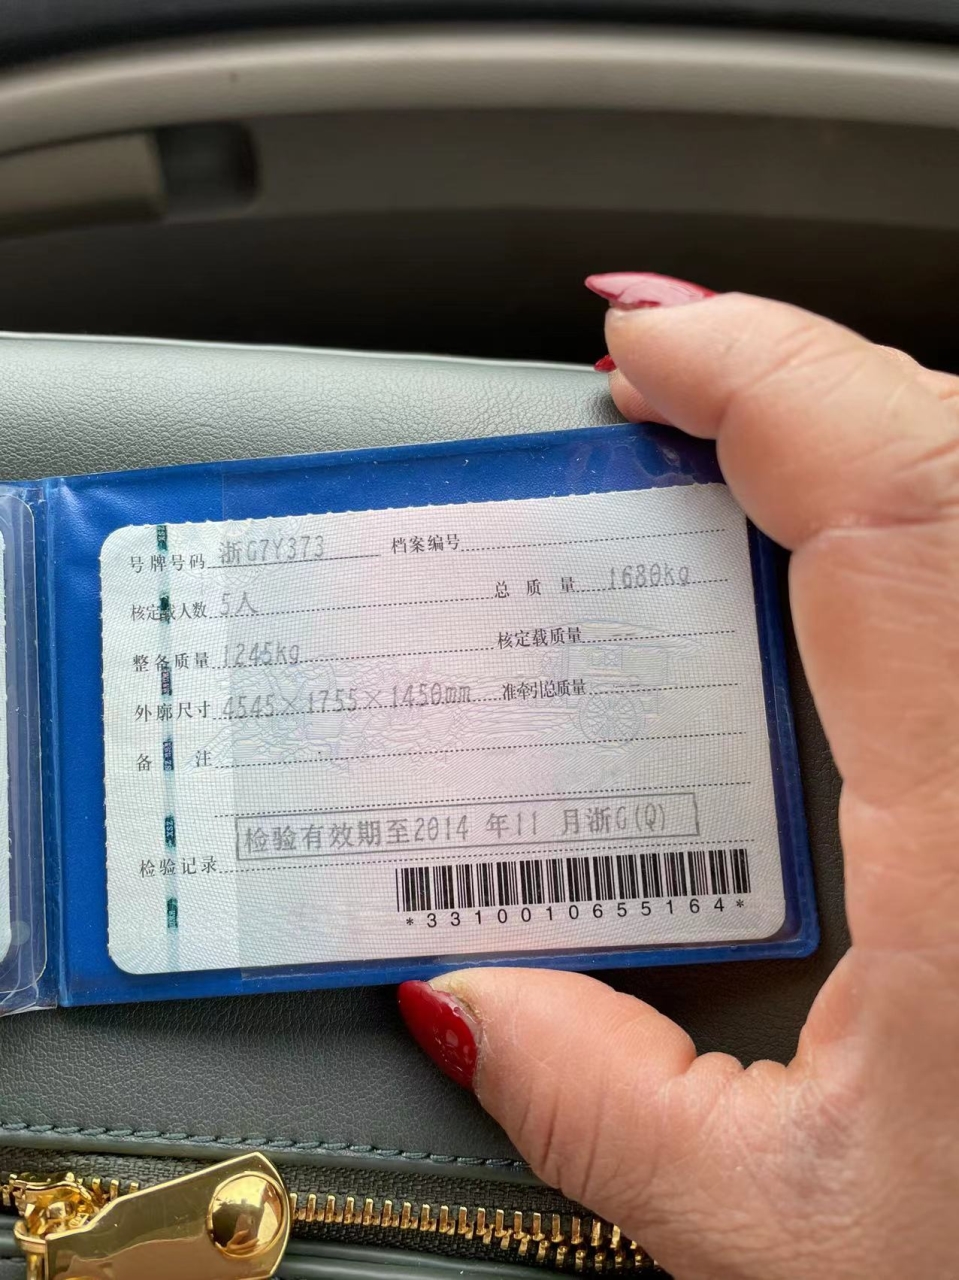 号牌号码 浙G7Y373 档案编号
核定载人数 5人 总质量 1680kg
整备质量 1245kg 核定载质量
外廓尺寸 4545×1755×1450mm 准牵引总质量
备注
检验有效期至2014年11月浙G(Q)
检验记录
*3310010655164*